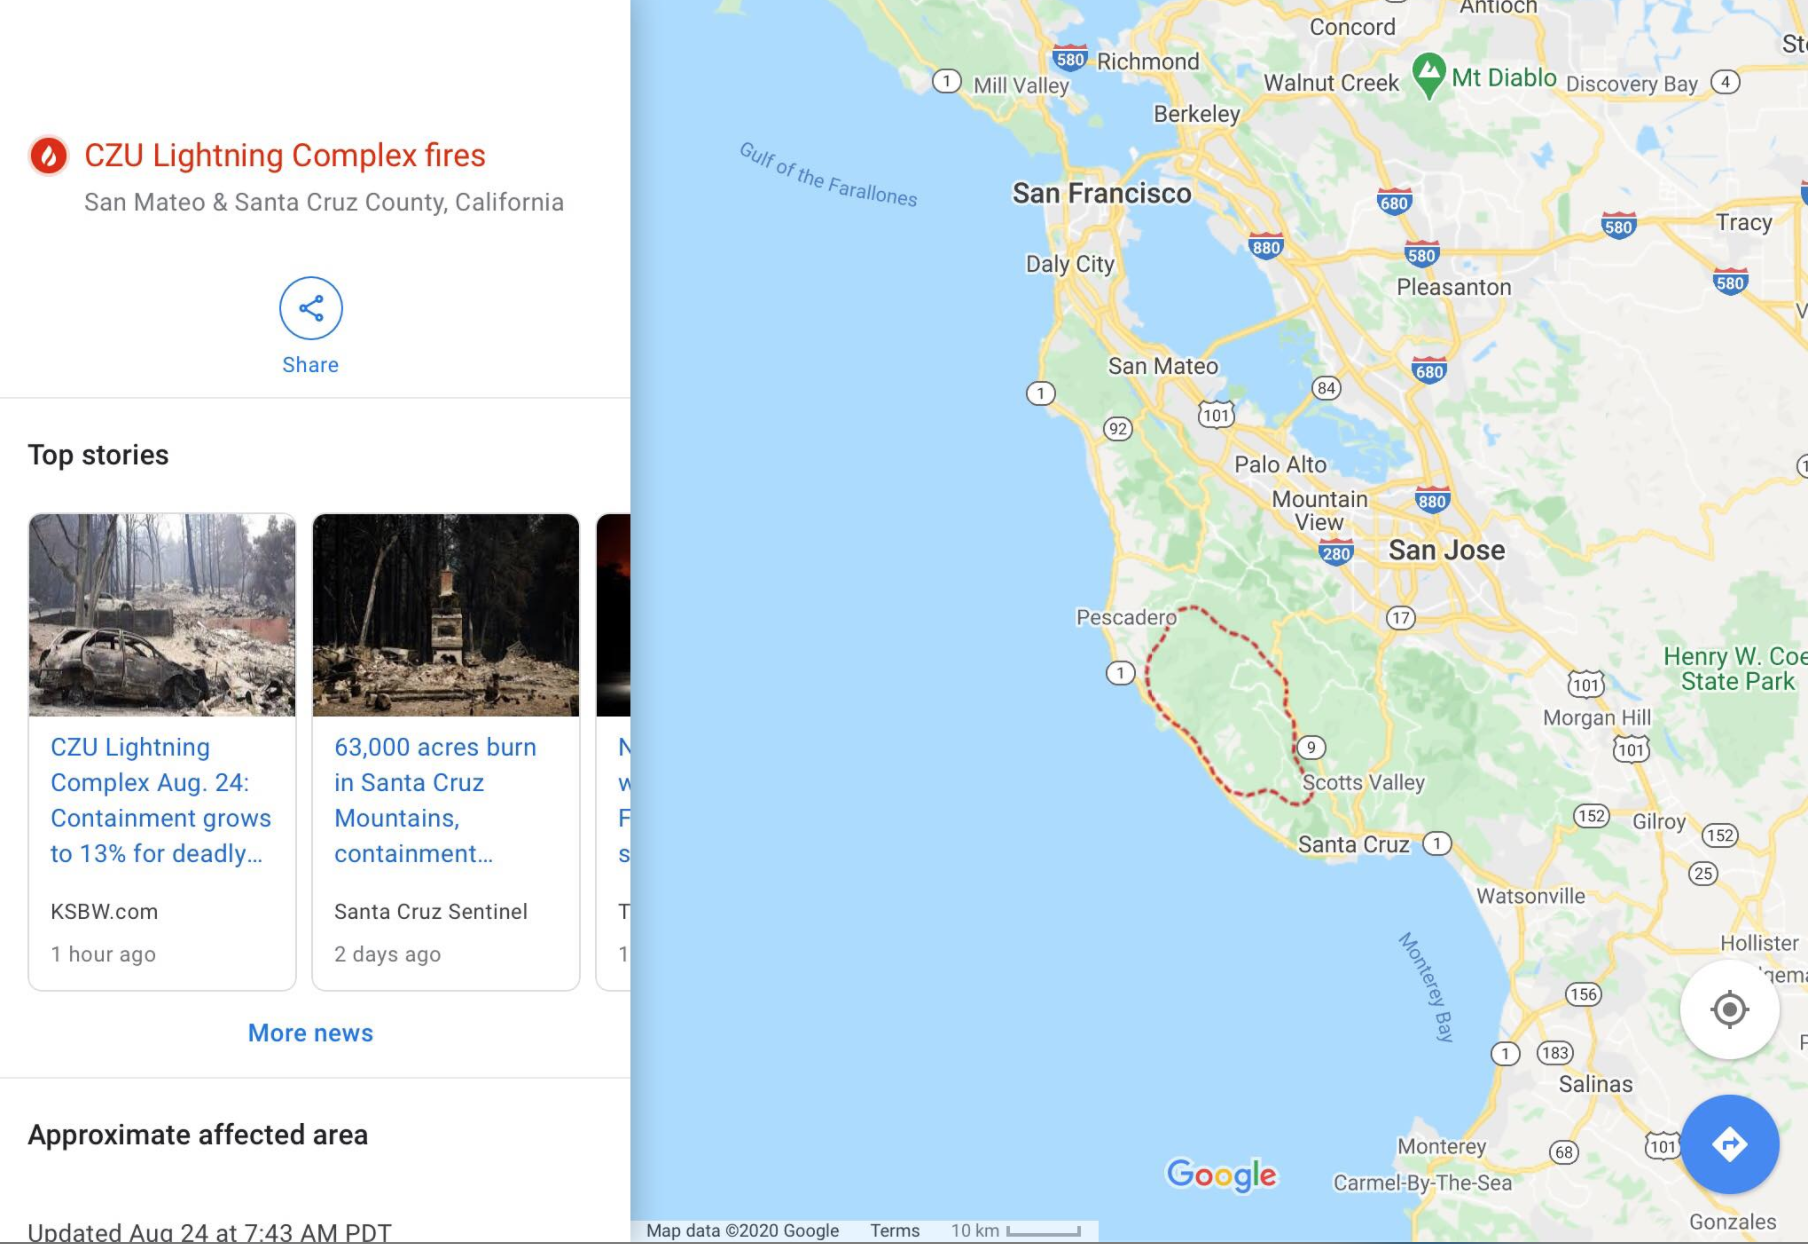 CZU Lightning Complex fires
San Mateo & Santa Cruz County, California
Share
Top stories
CZU Lightning
Complex Aug. 24:
Containment grows
to 13% for deadly...
KSBW.com
1 hour ago
63,000 acres burn
in Santa Cruz
Mountains,
containment...
Santa Cruz Sentinel
2 days ago
N
w
F
s
T
1
More news
Approximate affected area
Updated Aug 24 at 7:43 AM PDT
Antioch
Concord
580
Richmond
1
Mill Valley
Walnut Creek
Mt Diablo
Discovery Bay
4
Berkeley
Gulf of the Farallones
San Francisco
680
580
Tracy
880
580
Daly City
Pleasanton
580
San Mateo
680
1
84
101
92
Palo Alto
Mountain
View
880
280
San Jose
Pescadero
17
1
Henry W. Coe
State Park
101
Morgan Hill
9
101
Scotts Valley
152
Gilroy
152
Santa Cruz
1
25
Watsonville
Monterey Bay
Hollister
156
1
183
Salinas
Monterey
68
101
Google
Carmel-By-The-Sea
Gonzales
Map data ©2020 Google
Terms
10 km